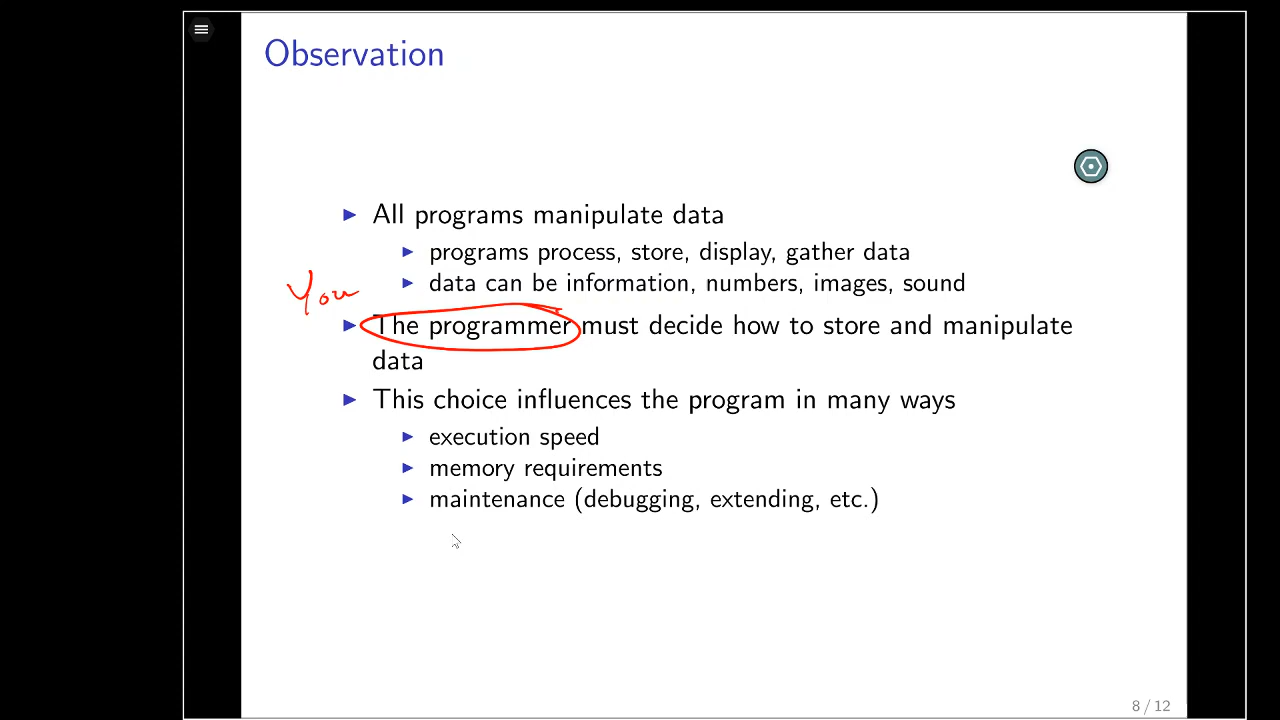 Observation
► All programs manipulate data
► programs process, store, display, gather data
► data can be information, numbers, images, sound
You
► The programmer must decide how to store and manipulate
data
► This choice influences the program in many ways
► execution speed
► memory requirements
► maintenance (debugging, extending, etc.)
8 / 12